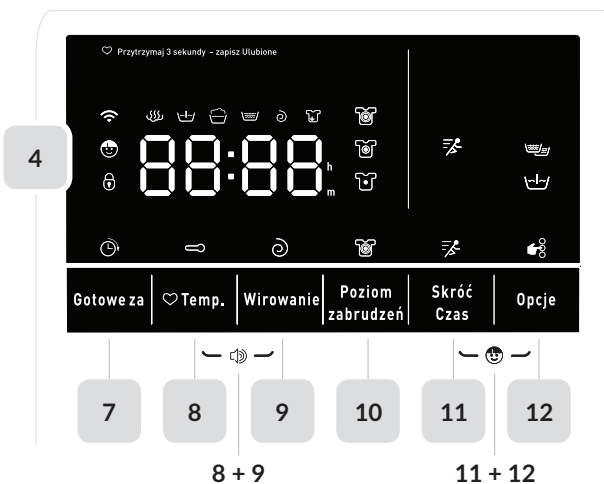 Przytrzymaj 3 sekundy - zapisz Ulubione
4
88:88
h
m
Gotowe za Temp. Wirowanie Poziom zabrudzeń Skróć Czas Opcje
7 8 9 10 11 12
8 + 9 11 + 12